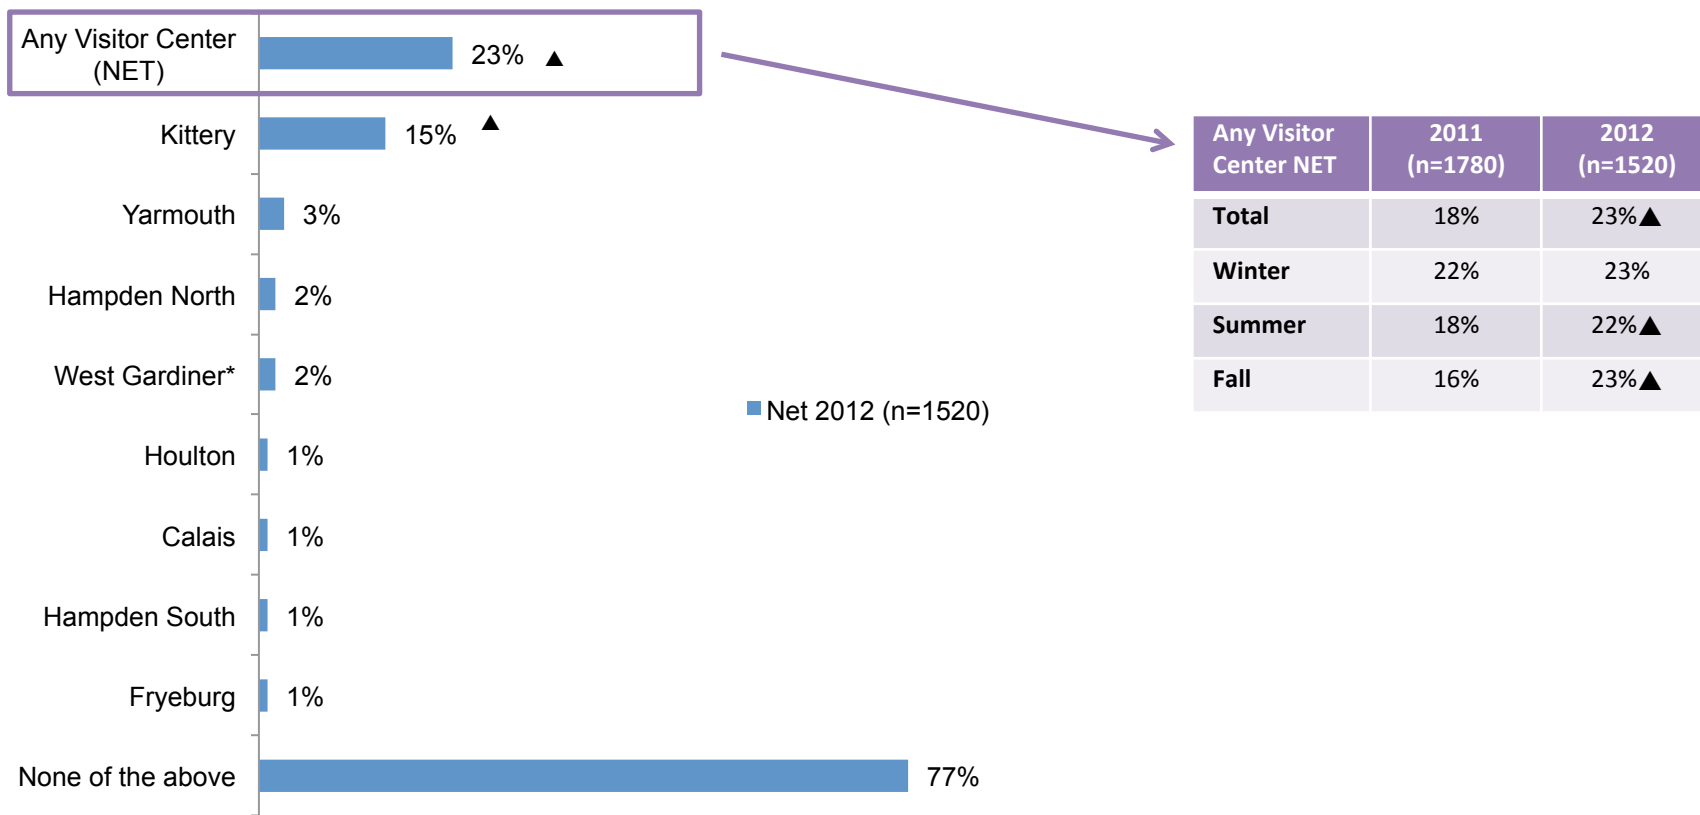 Any Visitor Center
(NET)
23% ▲
Kittery
15% ▲
Yarmouth
3%
Hampden North
2%
West Gardiner*
2%
Houlton
1%
Calais
1%
Hampden South
1%
Fryeburg
1%
None of the above
77%
Net 2012 (n=1520)
Any Visitor Center NET 2011 (n=1780) 2012 (n=1520)
Total 18% 23%▲
Winter 22% 23%
Summer 18% 22%▲
Fall 16% 23%▲